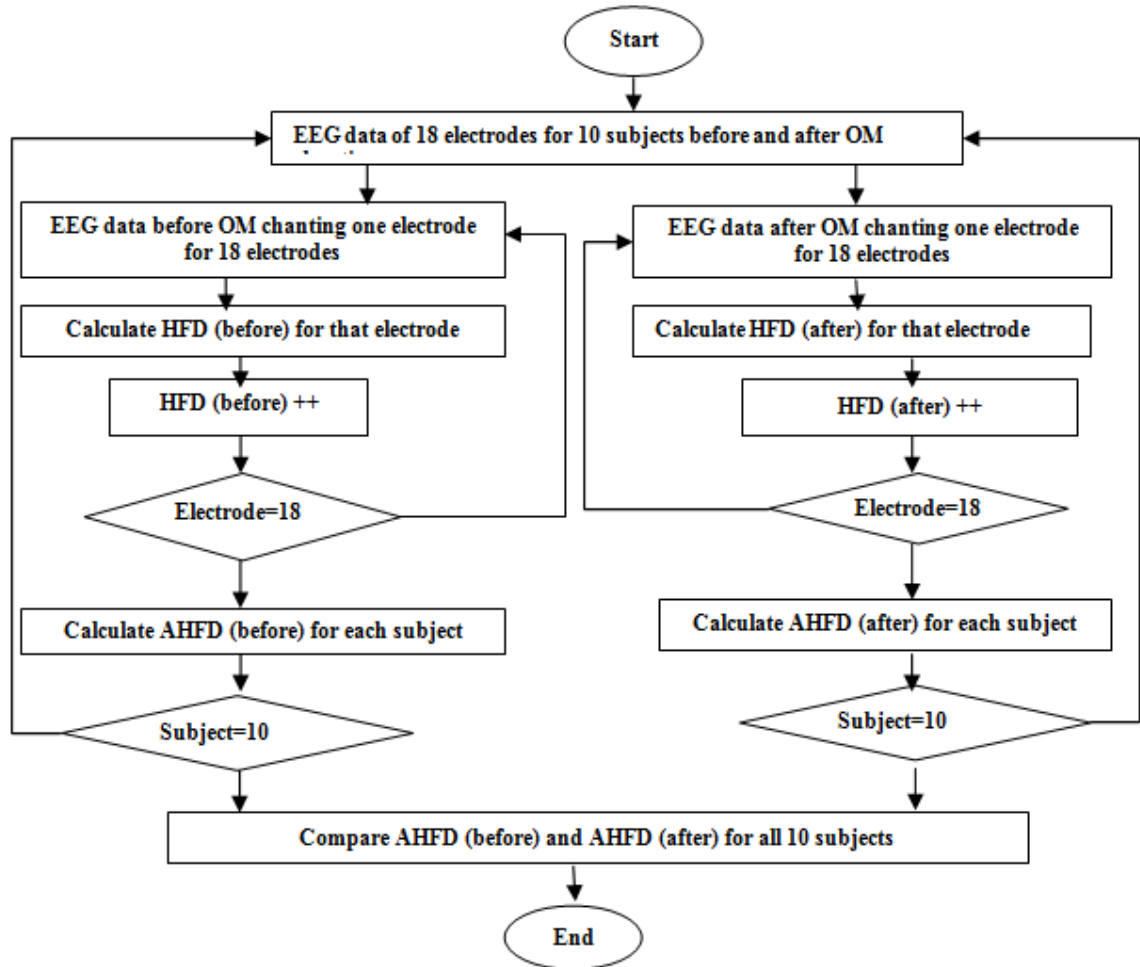 Start
EEG data of 18 electrodes for 10 subjects before and after OM
EEG data before OM chanting one electrode
for 18 electrodes
Calculate HFD (before) for that electrode
HFD (before) ++
Electrode=18
Calculate AHFD (before) for each subject
Subject=10
EEG data after OM chanting one electrode
for 18 electrodes
Calculate HFD (after) for that electrode
HFD (after) ++
Electrode=18
Calculate AHFD (after) for each subject
Subject=10
Compare AHFD (before) and AHFD (after) for all 10 subjects
End